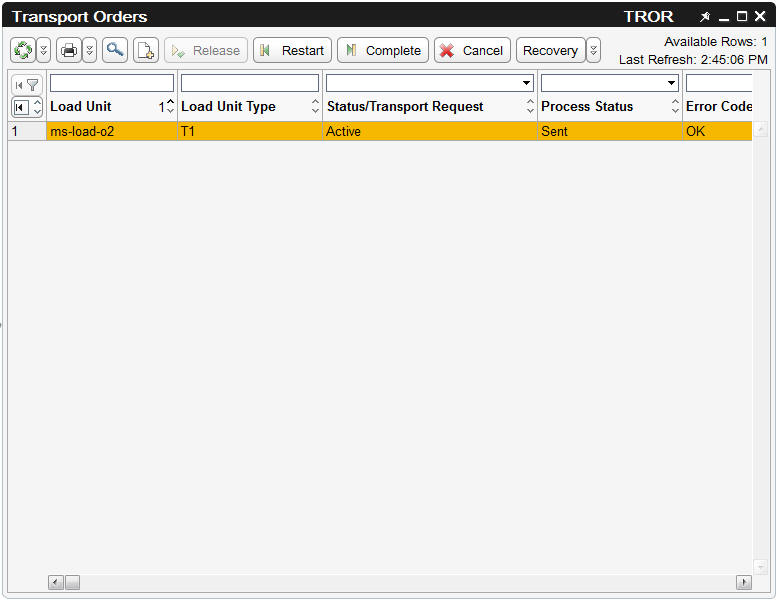 Transport Orders TROR
Release Restart Complete Cancel Recovery
Available Rows: 1
Last Refresh: 2:45:06 PM
Load Unit 1 Load Unit Type Status/Transport Request Process Status Error Code
1 ms-load-o2 T1 Active Sent OK